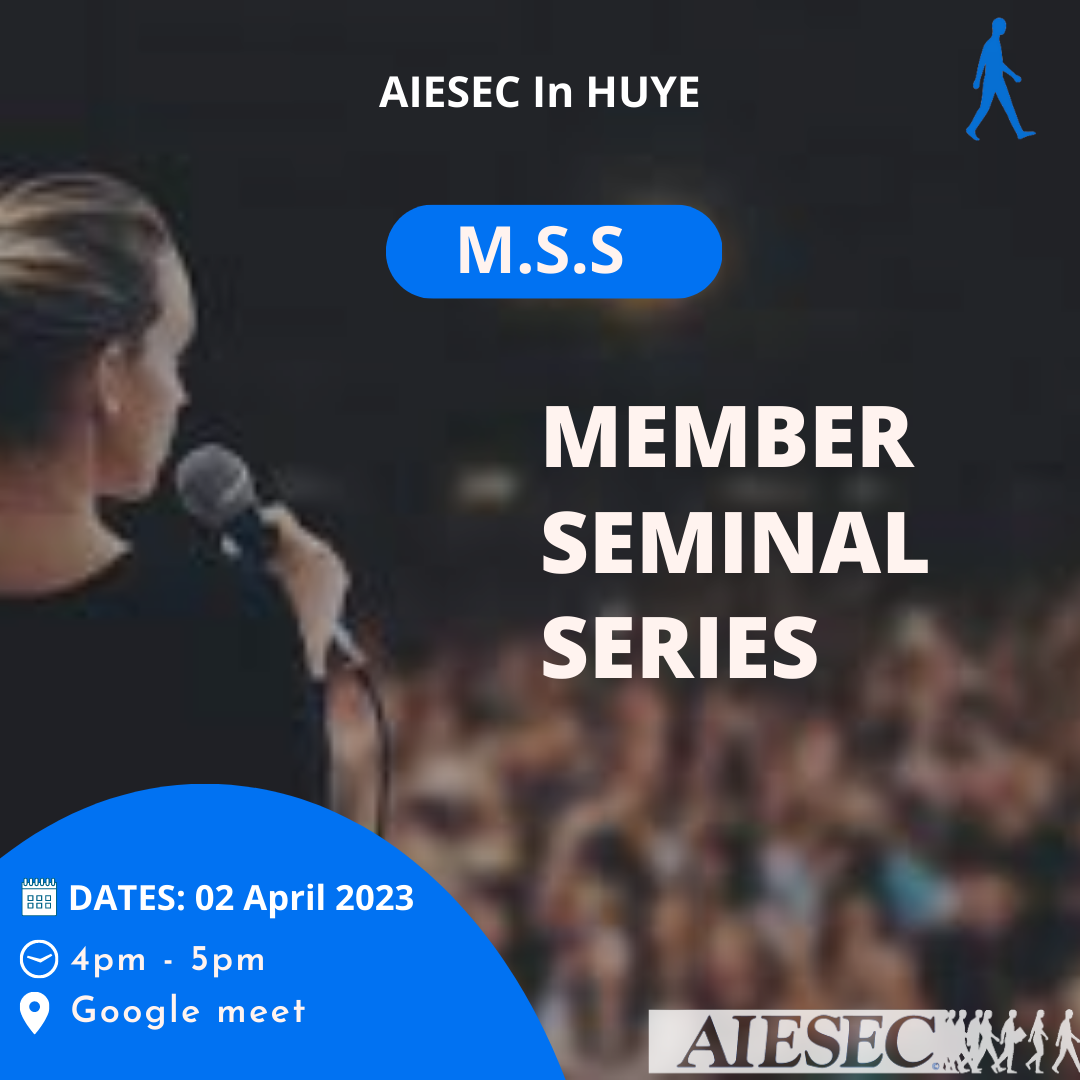 AIESEC In HUYE
M.S.S
MEMBER
SEMINAL
SERIES
DATES: 02 April 2023
4pm - 5pm
Google meet
AIESEC